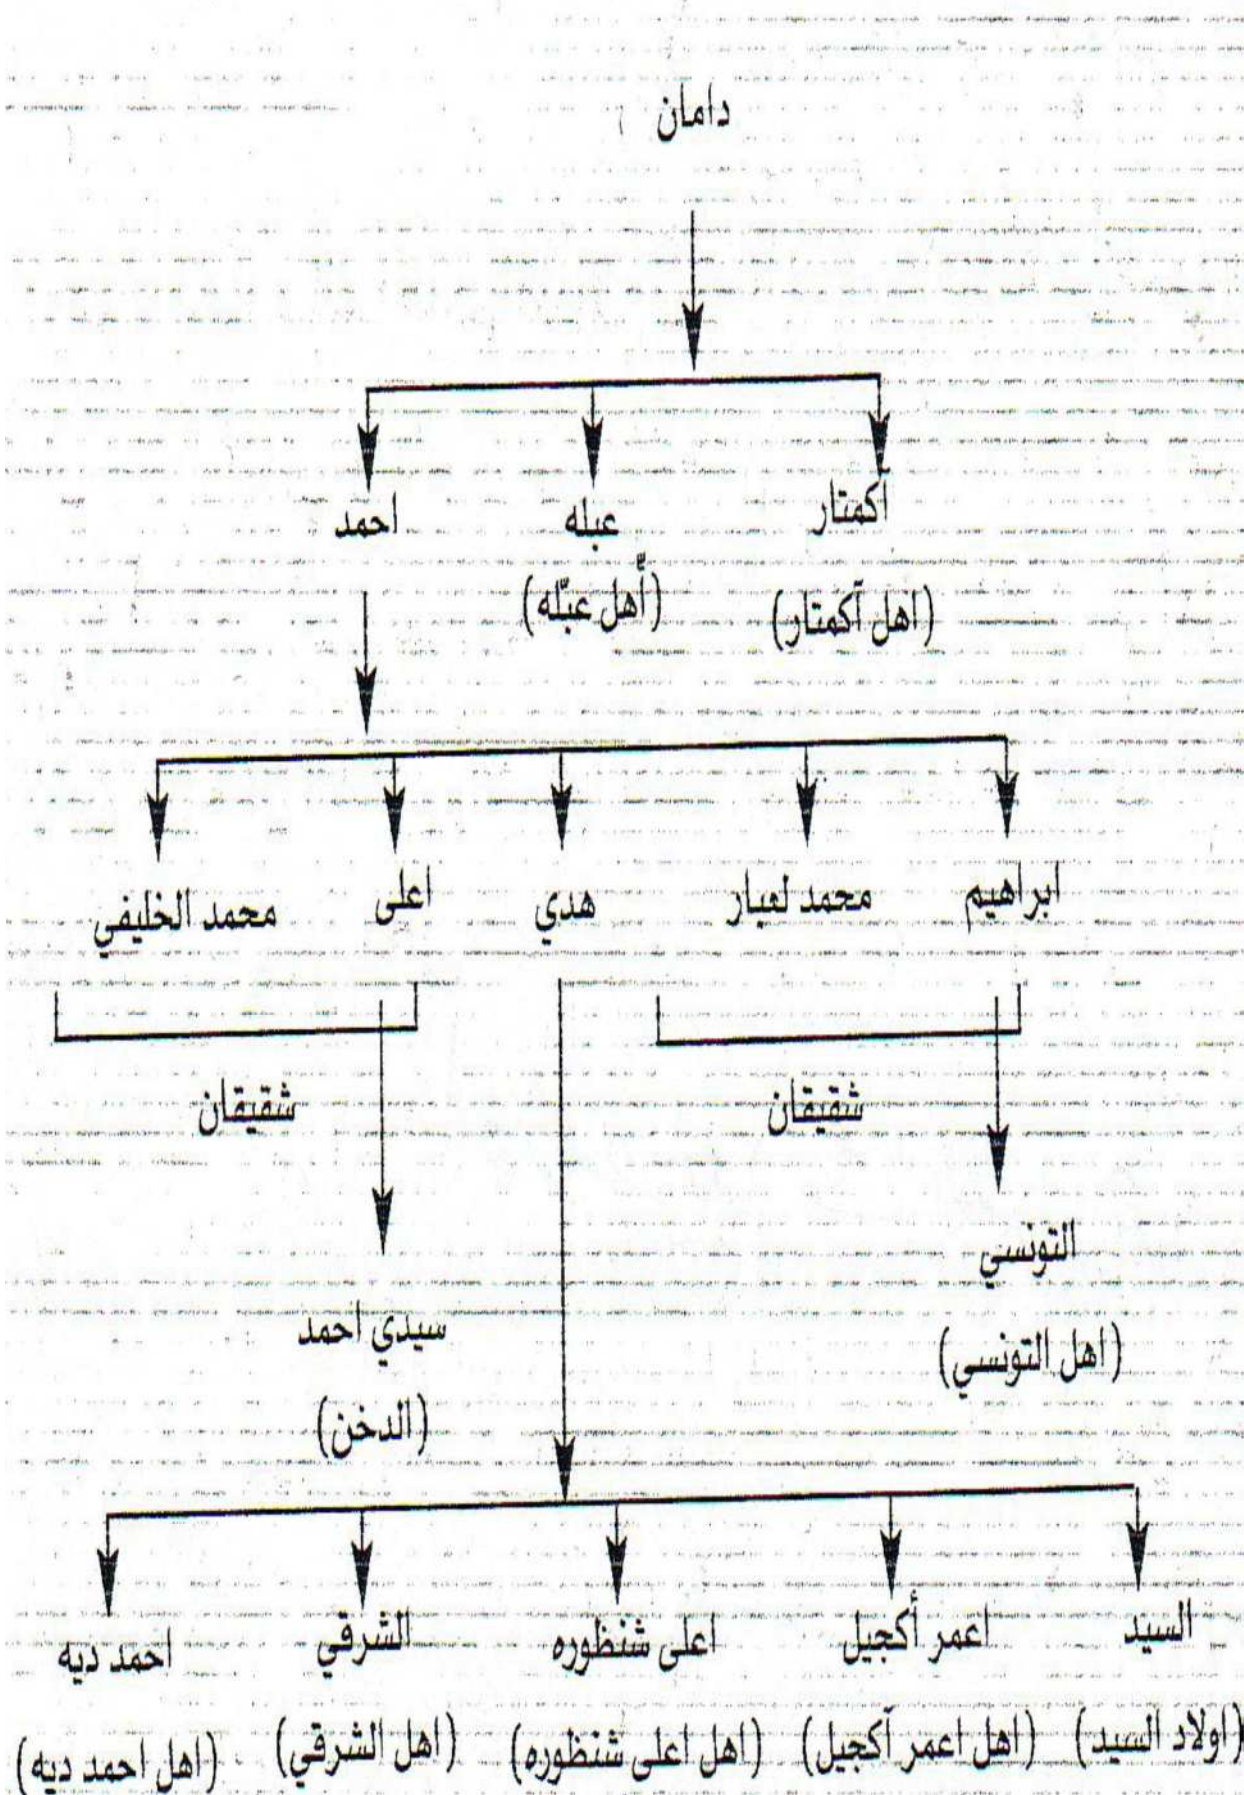 دامان
آكمتار عبله احمد
(اهل آكمتار) (أهل عبّله)
ابراهيم محمد لعبار هدي اعلى محمد الخليفي
شقيقان شقيقان
التونسي
سيدي احمد
(اهل التونسي)
(الدخن)
السيد اعمر أكجيل اعلى شنظوره الشرقي احمد ديه
(اولاد السيد) (اهل اعمر آكجيل) (اهل اعلى شنظوره) (اهل الشرقي) (اهل احمد ديه)